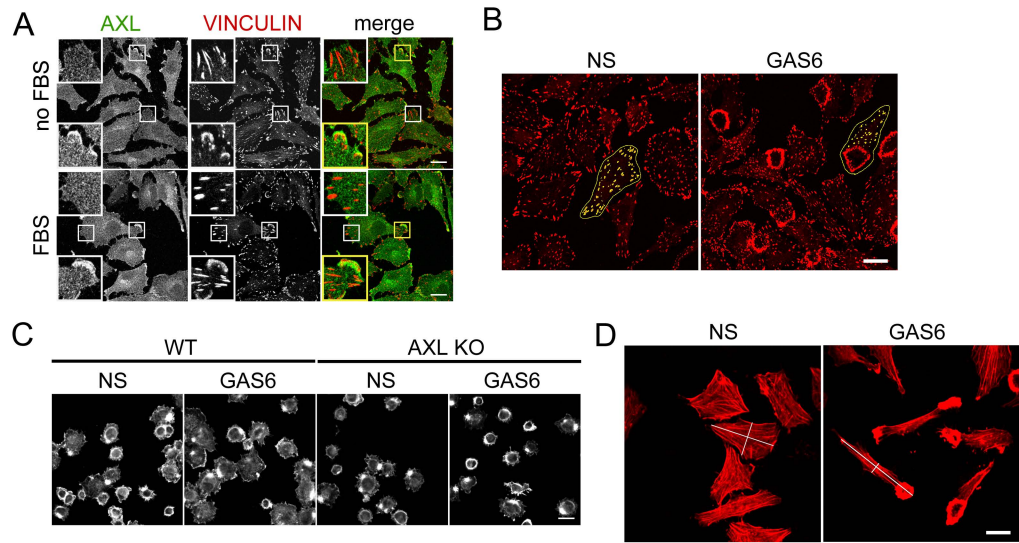 A
AXL VINCULIN merge
no FBS
FBS
B
NS GAS6
C
WT AXL KO
NS GAS6 NS GAS6
D
NS GAS6